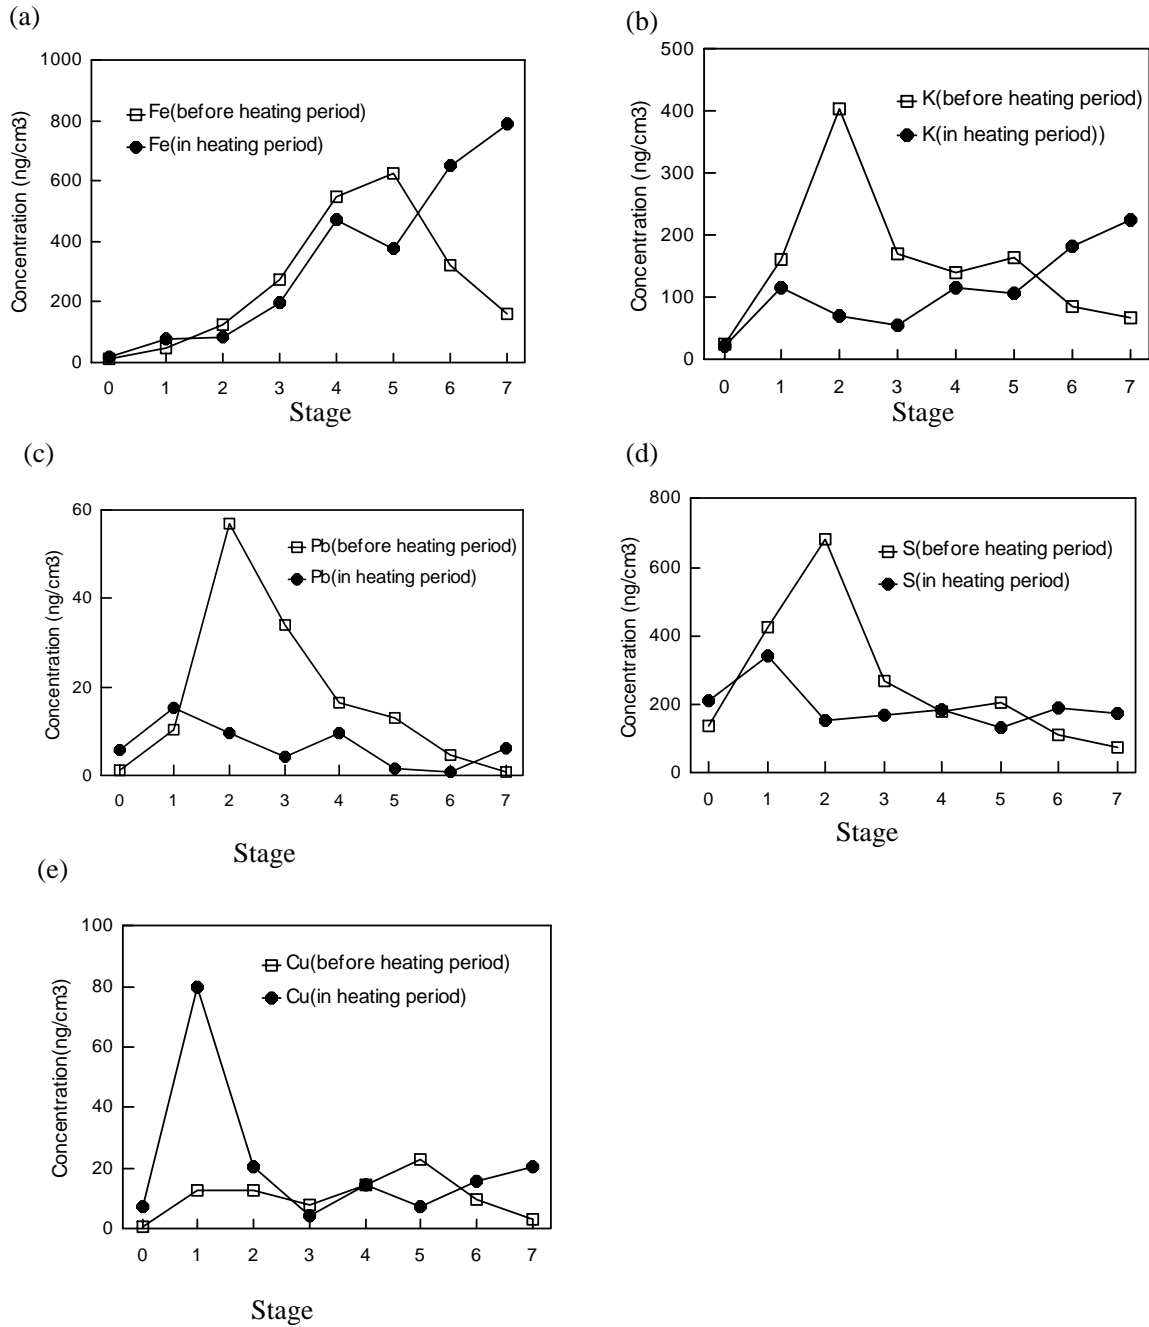 (a)
1000
800
600
400
200
0
Concentration (ng/cm3)
Fe(before heating period)
Fe(in heating period)
0 1 2 3 4 5 6 7
Stage
(b)
500
400
300
200
100
0
Concentration (ng/cm3)
K(before heating period)
K(in heating period))
0 1 2 3 4 5 6 7
Stage
(c)
60
40
20
0
Concentration (ng/cm3)
Pb(before heating period)
Pb(in heating period)
0 1 2 3 4 5 6 7
Stage
(d)
800
600
400
200
0
Concentration (ng/cm3)
S(before heating period)
S(in heating period)
0 1 2 3 4 5 6 7
Stage
(e)
100
80
60
40
20
0
Concentration(ng/cm3)
Cu(before heating period)
Cu(in heating period)
0 1 2 3 4 5 6 7
Stage